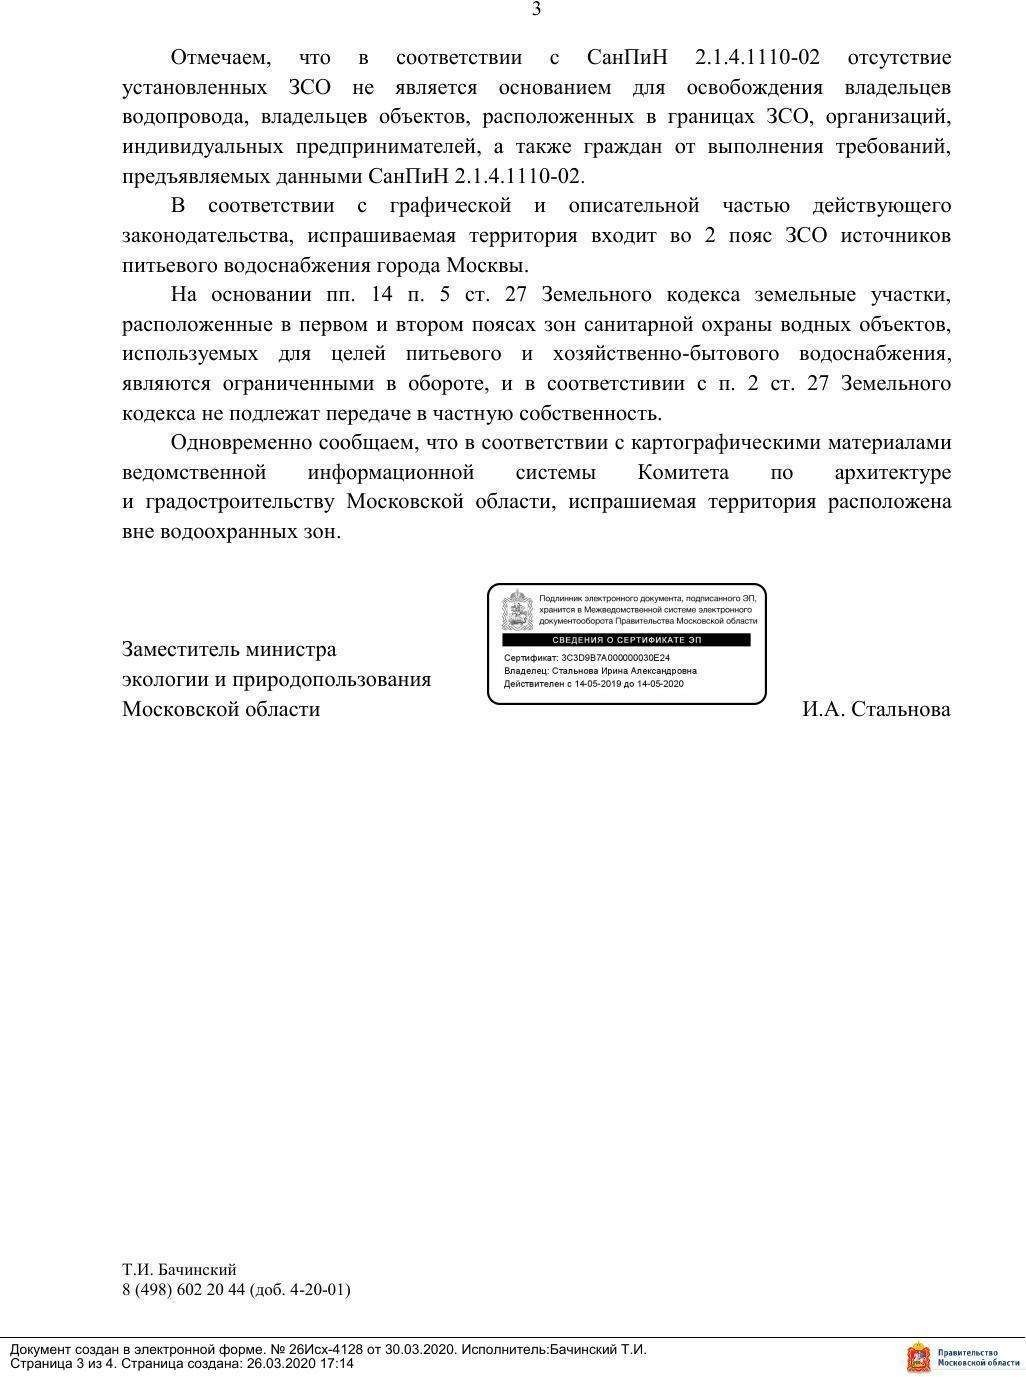 3
Отмечаем, что в соответствии с СанПиН 2.1.4.1110-02 отсутствие
установленных ЗСО не является основанием для освобождения владельцев
водопровода, владельцев объектов, расположенных в границах ЗСО, организаций,
индивидуальных предпринимателей, а также граждан от выполнения требований,
предъявляемых данными СанПиН 2.1.4.1110-02.
В соответствии с графической и описательной частью действующего
законодательства, испрашиваемая территория входит во 2 пояс ЗСО источников
питьевого водоснабжения города Москвы.
На основании пп. 14 п. 5 ст. 27 Земельного кодекса земельные участки,
расположенные в первом и втором поясах зон санитарной охраны водных объектов,
используемых для целей питьевого и хозяйственно-бытового водоснабжения,
являются ограниченными в обороте, и в соответстивии с п. 2 ст. 27 Земельного
кодекса не подлежат передаче в частную собственность.
Одновременно сообщаем, что в соответствии с картографическими материалами
ведомственной информационной системы Комитета по архитектуре
и градостроительству Московской области, испрашиемая территория расположена
вне водоохранных зон.
Подлинник электронного документа, подписанного ЭП,
хранится в Межведомственной системе электронного
документооборота Правительства Московской области
СВЕДЕНИЯ О СЕРТИФИКАТЕ ЭП
Сертификат: 3C3D9B7A000000030E24
Владелец: Стальнова Ирина Александровна
Действителен с 14-05-2019 до 14-05-2020
Заместитель министра
экологии и природопользования
Московской области
И.А. Стальнова
Т.И. Бачинский
8 (498) 602 20 44 (доб. 4-20-01)
Документ создан в электронной форме. № 26Исх-4128 от 30.03.2020. Исполнитель:Бачинский Т.И.
Страница 3 из 4. Страница создана: 26.03.2020 17:14
Правительство
Московской области